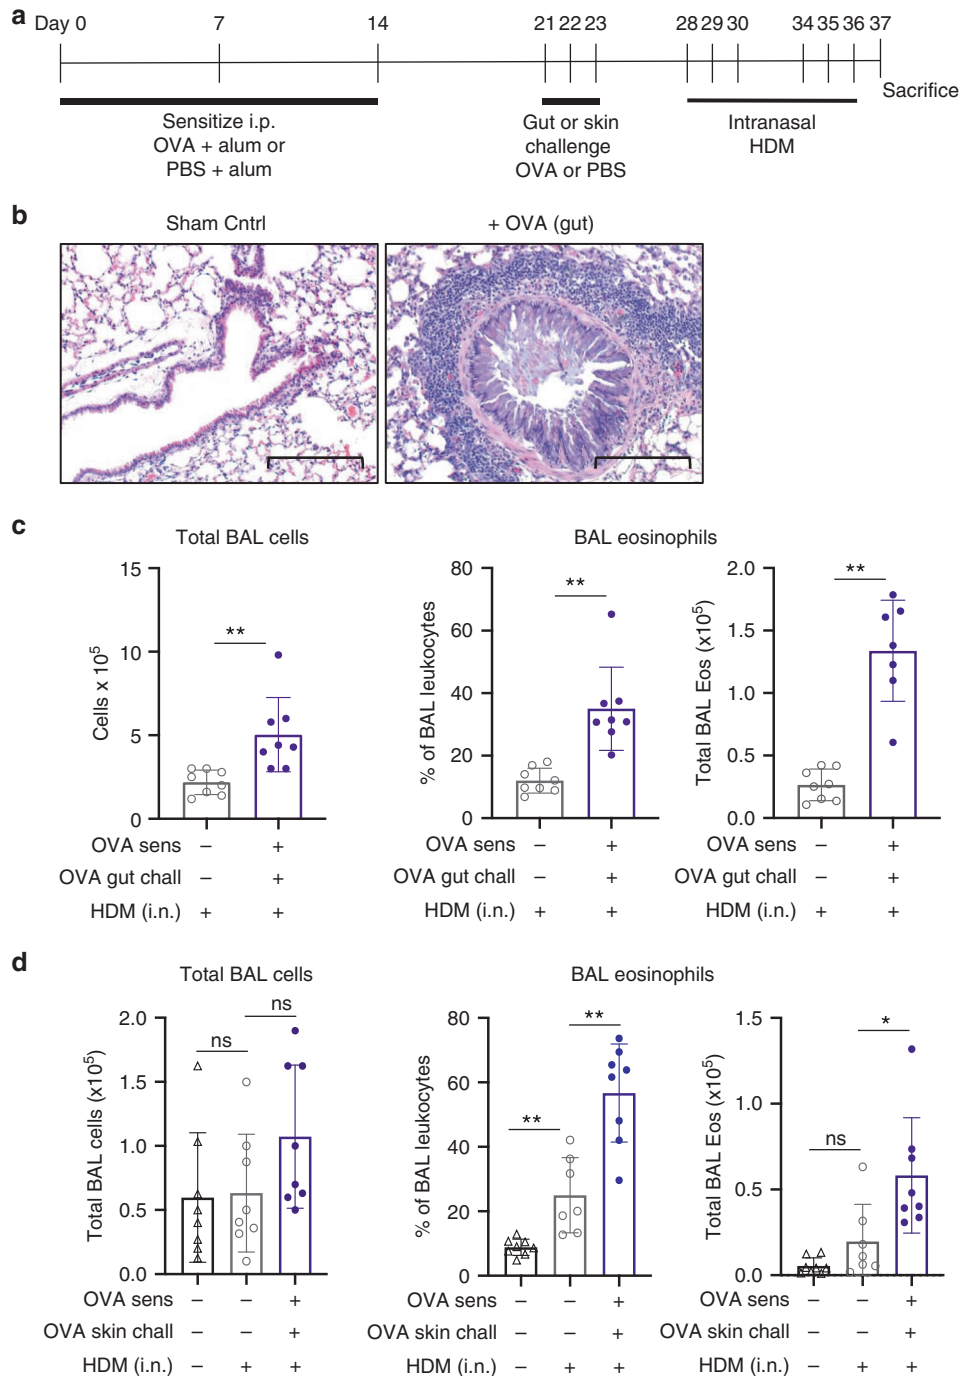 a
Day 0 7 14 21 22 23 28 29 30 34 35 36 37
Sacrifice
Sensitize i.p.
OVA + alum or
PBS + alum
Gut or skin
challenge
OVA or PBS
Intranasal
HDM
b
Sham Cntrl
+ OVA (gut)
c
Total BAL cells
Cells x 10⁵
15
10
5
0
**
OVA sens – +
OVA gut chall – +
HDM (i.n.) + +
BAL eosinophils
% of BAL leukocytes
80
60
40
20
0
**
OVA sens – +
OVA gut chall – +
HDM (i.n.) + +
Total BAL Eos (x10⁵)
2.0
1.5
1.0
0.5
0.0
**
OVA sens – +
OVA gut chall – +
HDM (i.n.) + +
d
Total BAL cells
Total BAL cells (x10⁵)
2.0
1.5
1.0
0.5
0.0
ns
ns
OVA sens – – +
OVA skin chall – – +
HDM (i.n.) – + +
BAL eosinophils
% of BAL leukocytes
80
60
40
20
0
**
**
OVA sens – – +
OVA skin chall – – +
HDM (i.n.) – + +
Total BAL Eos (x10⁵)
1.5
1.0
0.5
0.0
ns
*
OVA sens – – +
OVA skin chall – – +
HDM (i.n.) – + +